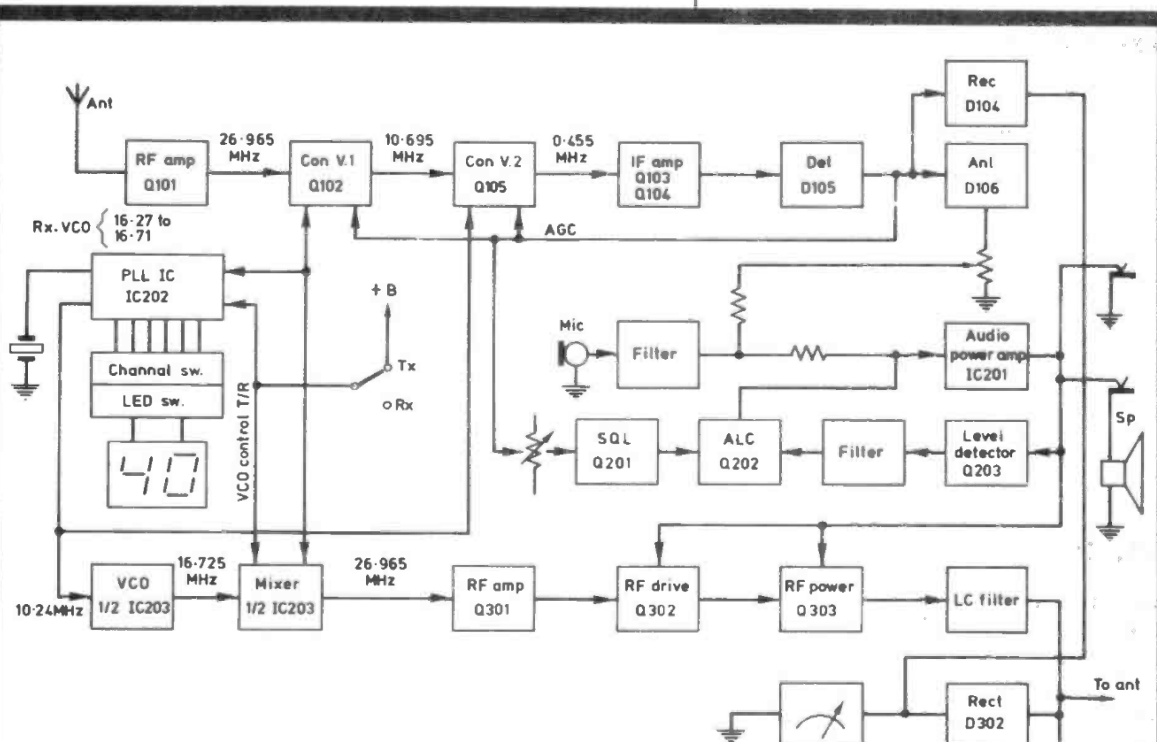 Ant
RF amp
Q101
26·965
MHz
Con V.1
Q102
10·695
MHz
Con V.2
Q105
0·455
MHz
IF amp
Q103
Q104
Det
D105
Rec
D104
Anl
D106
AGC
Rx. VCO { 16·27 to
16·71
PLL IC
IC202
Channal sw.
LED sw.
40
VCO control T/R
+ B
Tx
Rx
Mic
Filter
Audio
power amp
IC201
SQL
Q201
ALC
Q202
Filter
Level
detector
Q203
Sp
10·24MHz
VCO
1/2 IC203
16·725
MHz
Mixer
1/2 IC203
26·965
MHz
RF amp
Q301
RF drive
Q302
RF power
Q303
LC filter
To ant
Rect
D302